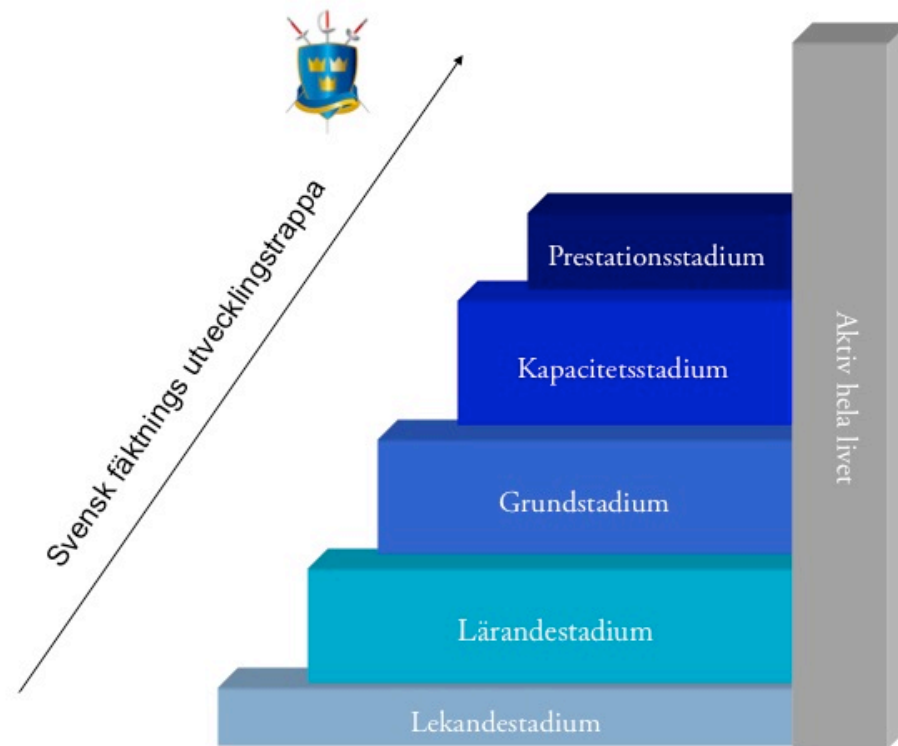 Svensk fäktnings utvecklingstrappa
Prestationsstadium
Kapacitetsstadium
Grundstadium
Lärandestadium
Lekandestadium
Aktiv hela livet